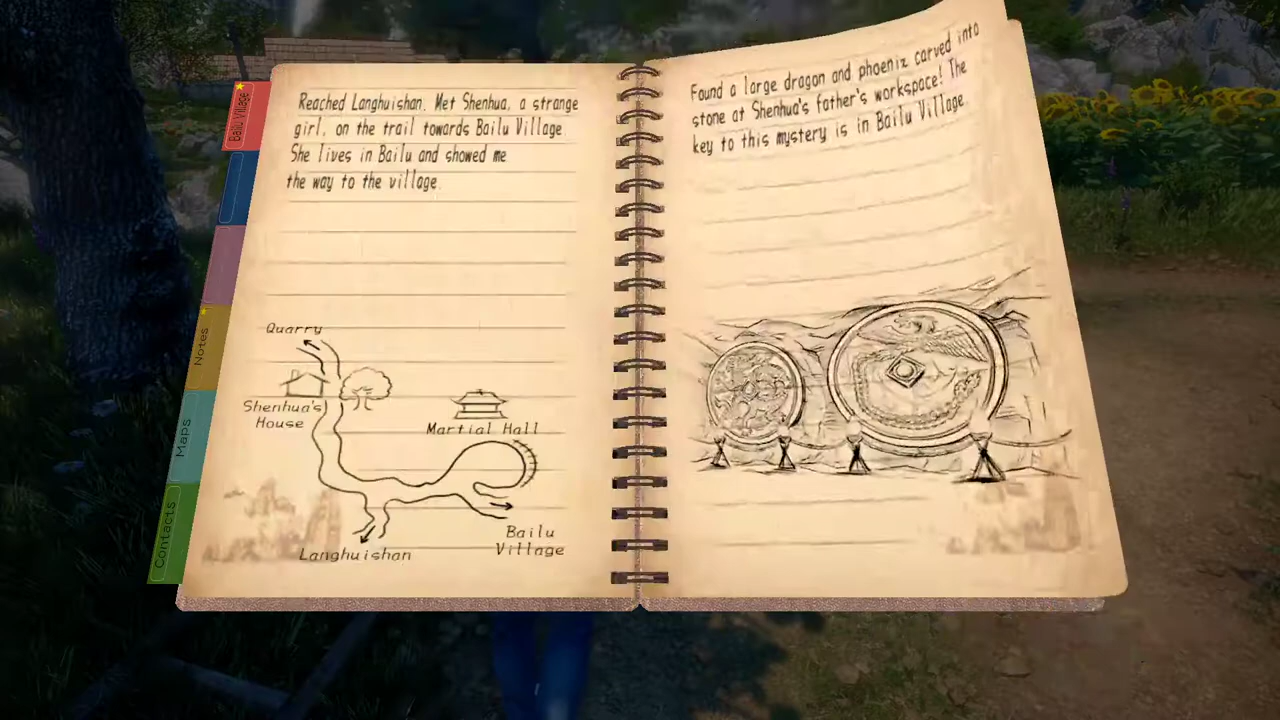 Reached Langhuishan. Met Shenhua, a strange
girl, on the trail towards Bailu Village.
She lives in Bailu and showed me
the way to the village.
Quarry
Shenhua's
House
Martial Hall
Bailu
Village
Langhuishan
Found a large dragon and phoenix carved into
stone at Shenhua's father's workspace! The
key to this mystery is in Bailu Village.
Bailu Village
Notes
Maps
Contacts